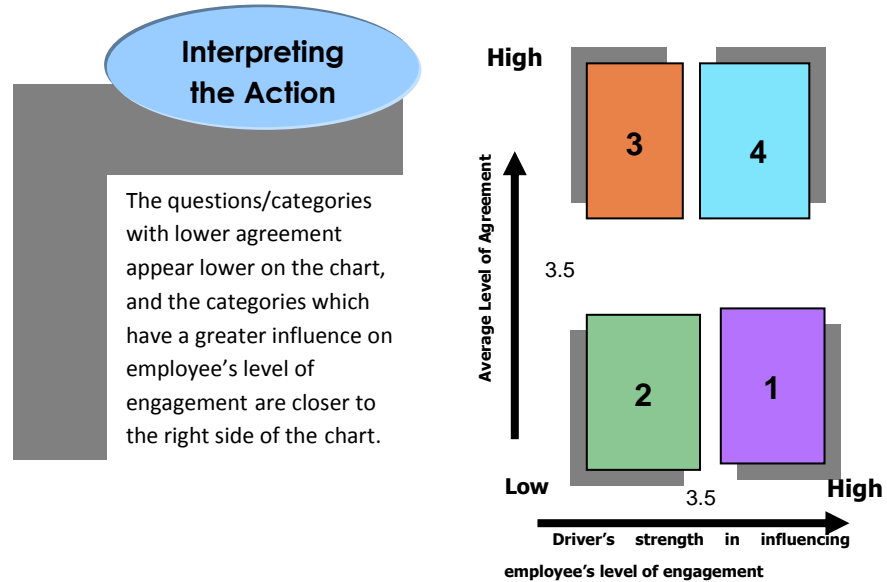 Interpreting
the Action
The questions/categories
with lower agreement
appear lower on the chart,
and the categories which
have a greater influence on
employee's level of
engagement are closer to
the right side of the chart.
High
Average Level of Agreement
3
4
3.5
2
1
Low
3.5
High
Driver's strength in influencing
employee's level of engagement